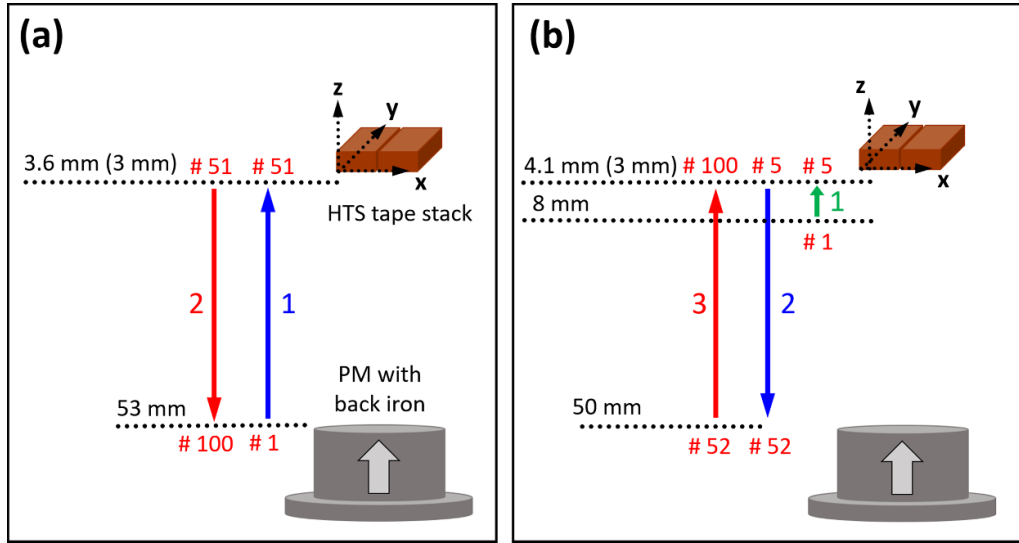 (a)
z
y
3.6 mm (3 mm) # 51 # 51
x
HTS tape stack
2 1
PM with
back iron
53 mm
# 100 # 1
(b)
z
y
4.1 mm (3 mm) # 100 # 5 # 5
x
8 mm
1
# 1
3 2
50 mm
# 52 # 52